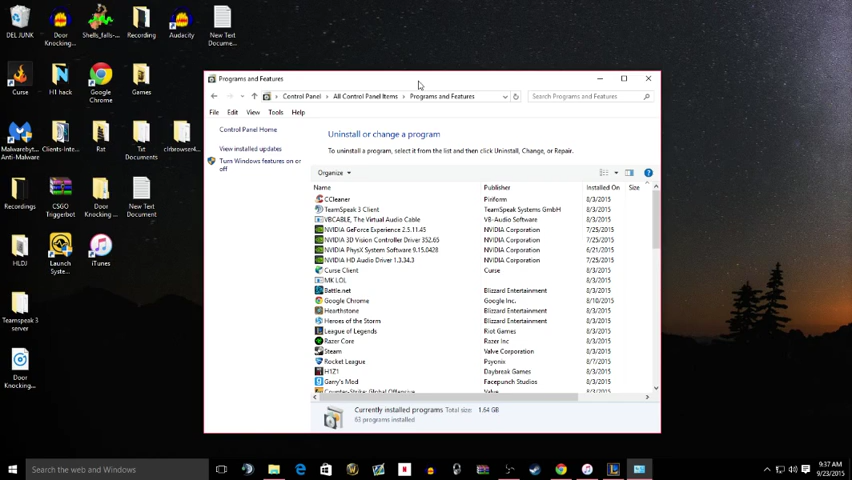 DEL JUNK
Door
Knocking...
Shells_falls-...
Recording
Audacity
New Text
Docume...
Curse
H1 hack
Google
Chrome
Games
Malwarebyt...
Anti-Malware
Clients-Inte...
Rat
Txt
Documents
clrbrowser4...
Recordings
CSGO
Triggerbot
Door
Knocking ...
New Text
Document
HLDJ
Launch
Syste...
iTunes
Teamspeak 3
server
Door
Knocking...
Programs and Features
Control Panel > All Control Panel Items > Programs and Features
Search Programs and Features
File Edit View Tools Help
Control Panel Home
View installed updates
Turn Windows features on or
off
Uninstall or change a program
To uninstall a program, select it from the list and then click Uninstall, Change, or Repair.
Organize
Name Publisher Installed On Size
CCleaner Piriform 8/3/2015
TeamSpeak 3 Client TeamSpeak Systems GmbH 8/3/2015
VBCABLE, The Virtual Audio Cable VB-Audio Software 8/3/2015
NVIDIA GeForce Experience 2.5.11.45 NVIDIA Corporation 7/25/2015
NVIDIA 3D Vision Controller Driver 352.65 NVIDIA Corporation 7/25/2015
NVIDIA PhysX System Software 9.15.0428 NVIDIA Corporation 6/21/2015
NVIDIA HD Audio Driver 1.3.34.3 NVIDIA Corporation 7/25/2015
Curse Client Curse 8/3/2015
MK LOL 8/3/2015
Battle.net Blizzard Entertainment 8/3/2015
Google Chrome Google Inc. 8/10/2015
Hearthstone Blizzard Entertainment 8/3/2015
Heroes of the Storm Blizzard Entertainment 8/3/2015
League of Legends Riot Games 8/3/2015
Razer Core Razer Inc 8/3/2015
Steam Valve Corporation 8/3/2015
Rocket League Psyonix 8/7/2015
H1Z1 Daybreak Games 8/3/2015
Garry's Mod Facepunch Studios 8/3/2015
Counter-Strike: Global Offensive Valve 8/3/2015
Currently installed programs Total size: 1.64 GB
63 programs installed
Search the web and Windows
9:37 AM
9/23/2015